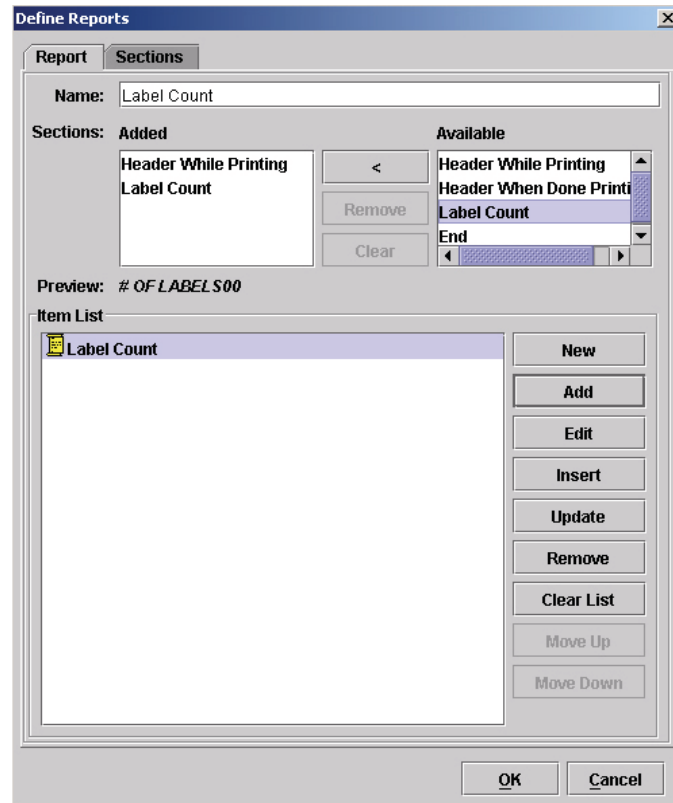 Define Reports
Report Sections
Name: Label Count
Sections: Added Available
Header While Printing
Label Count
<
Remove
Clear
Header While Printing
Header When Done Printi
Label Count
End
Preview: # OF LABELS00
Item List
Label Count
New
Add
Edit
Insert
Update
Remove
Clear List
Move Up
Move Down
OK Cancel